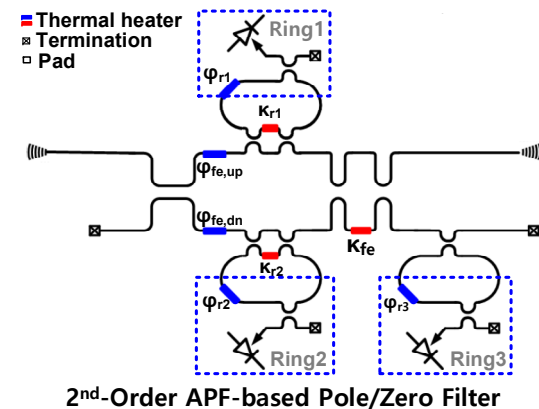 Thermal heater
Termination
Pad
Ring1
φr1
κr1
φfe,up
φfe,dn
κfe
κr2
φr2
φr3
Ring2
Ring3
2nd-Order APF-based Pole/Zero Filter